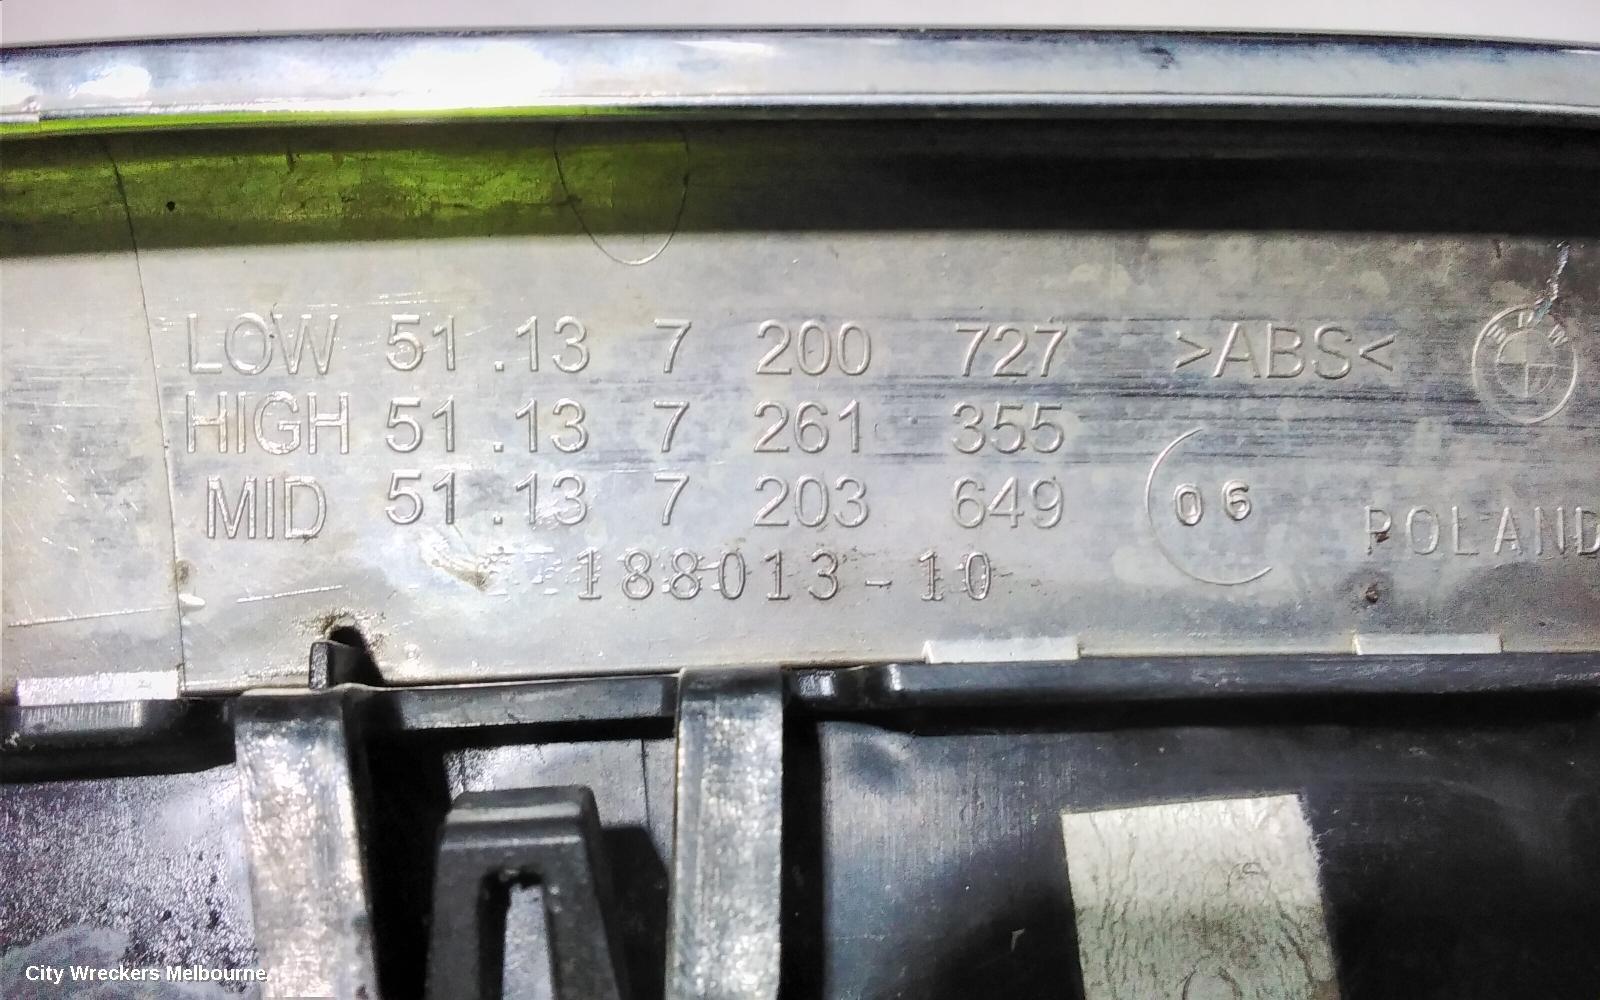 LOW 51.13 7 200 727 >ABS<
BMW
HIGH 51.13 7 261 355
MID 51.13 7 203 649
06
POLAND
188013-10
City Wreckers Melbourne